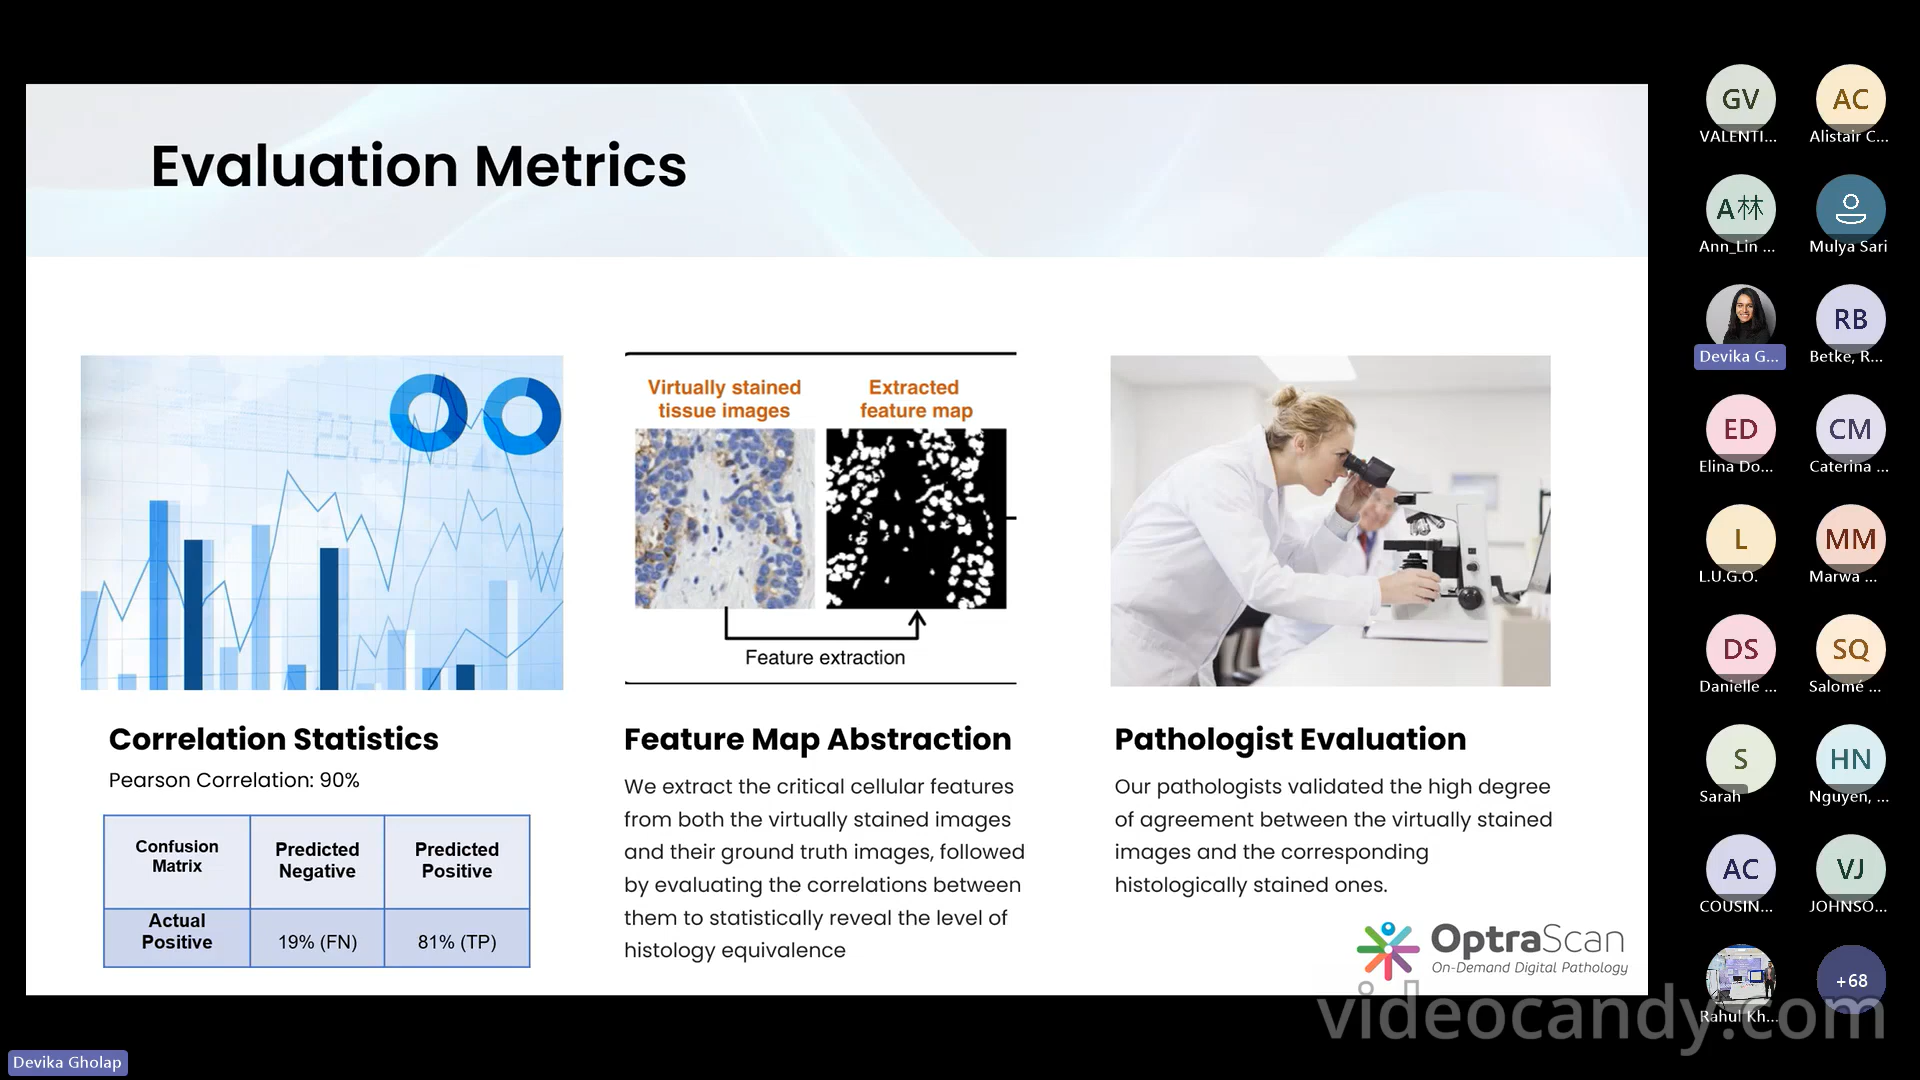 Evaluation Metrics
Virtually stained
tissue images
Extracted
feature map
Feature extraction
Correlation Statistics
Pearson Correlation: 90%
Confusion
Matrix
Predicted
Negative
Predicted
Positive
Actual
Positive
19% (FN)
81% (TP)
Feature Map Abstraction
We extract the critical cellular features
from both the virtually stained images
and their ground truth images, followed
by evaluating the correlations between
them to statistically reveal the level of
histology equivalence
Pathologist Evaluation
Our pathologists validated the high degree
of agreement between the virtually stained
images and the corresponding
histologically stained ones.
OptraScan
On-Demand Digital Pathology
GV
VALENTI...
AC
Alistair C...
A林
Ann_Lin ...
Mulya Sari
Devika G...
RB
Betke, R...
ED
Elina Do...
CM
Caterina ...
L
L.U.G.O.
MM
Marwa ...
DS
Danielle ...
SQ
Salomé ...
S
Sarah
HN
Nguyen, ...
AC
COUSIN...
VJ
JOHNSO...
Rahul Kh...
+68
videocandy.com
Devika Gholap